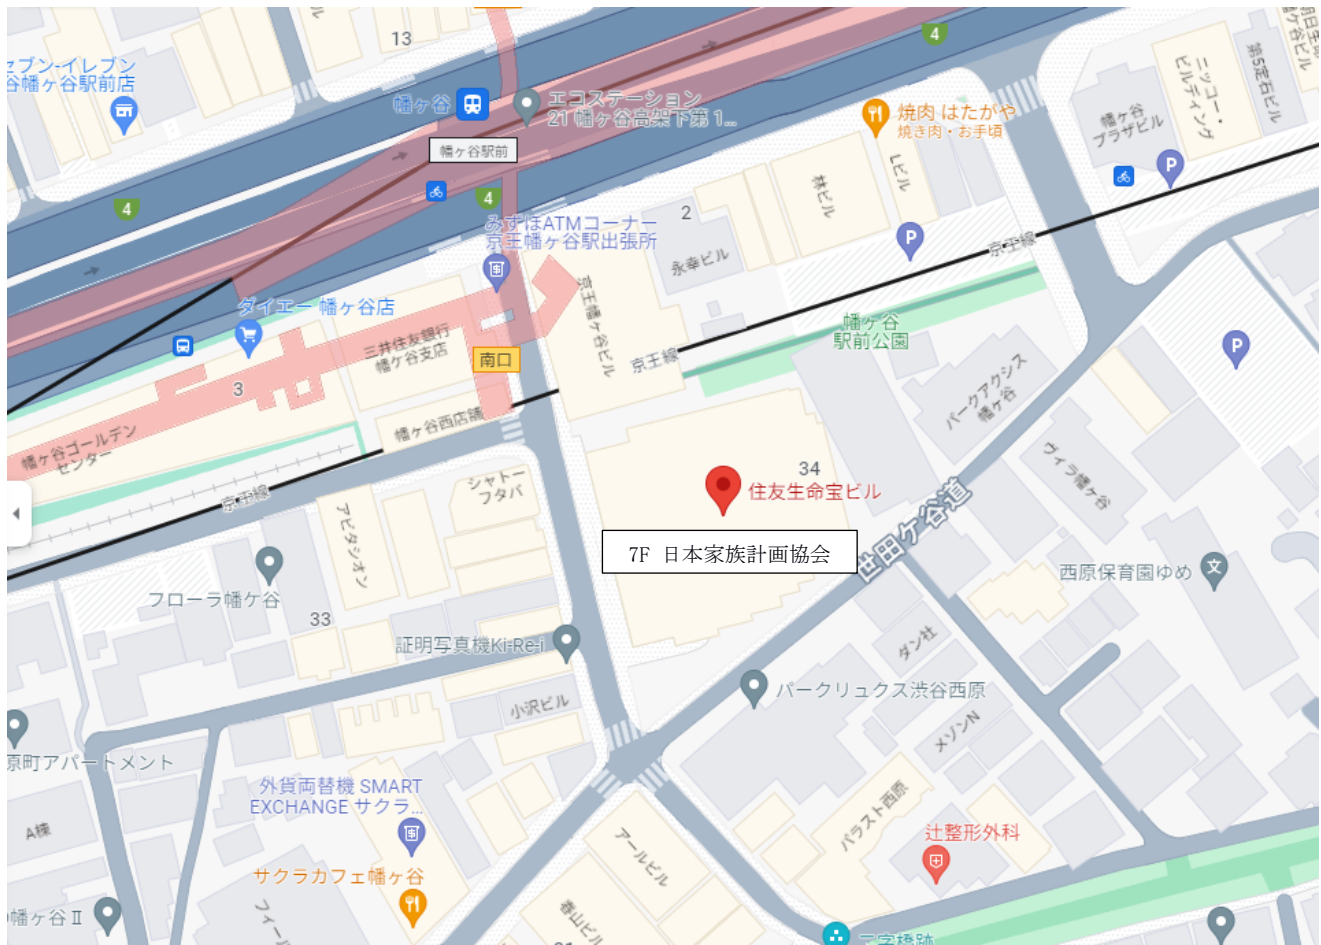 13
セブン-イレブン
谷幡ヶ谷駅前店
幡ヶ谷
エコステーション
21 幡ヶ谷高架下第 1...
4
焼肉 はたがや
焼き肉・お手頃
ニッコー・
ビルディング
第5定石ビル
幡ヶ谷
プラザビル
幡ヶ谷駅前
4
4
みずほATMコーナー
京王幡ヶ谷駅出張所
2
林ビル
Lビル
P
P
永幸ビル
京王線
ダイエー 幡ヶ谷店
京王幡ヶ谷ビル
三井住友銀行
幡ヶ谷支店
南口
京王線
幡ヶ谷
駅前公園
P
3
パークアクシス
幡ヶ谷
幡ヶ谷西店舗
幡ヶ谷ゴールデン
センター
京王線
シャトー
フタバ
34
住友生命宝ビル
ヴィラ幡ヶ谷
アビタシオン
7F 日本家族計画協会
世田ケ谷道
西原保育園ゆめ
文
フローラ幡ケ谷
33
証明写真機Ki-Re-i
ダン社
パークリュクス渋谷西原
小沢ビル
メゾンN
原町アパートメント
外貨両替機 SMART
EXCHANGE サクラ...
A棟
アールビル
パラスト西原
辻整形外科
サクラカフェ幡ヶ谷
幡ヶ谷 II
フィール
春山ビル
二字橋跡